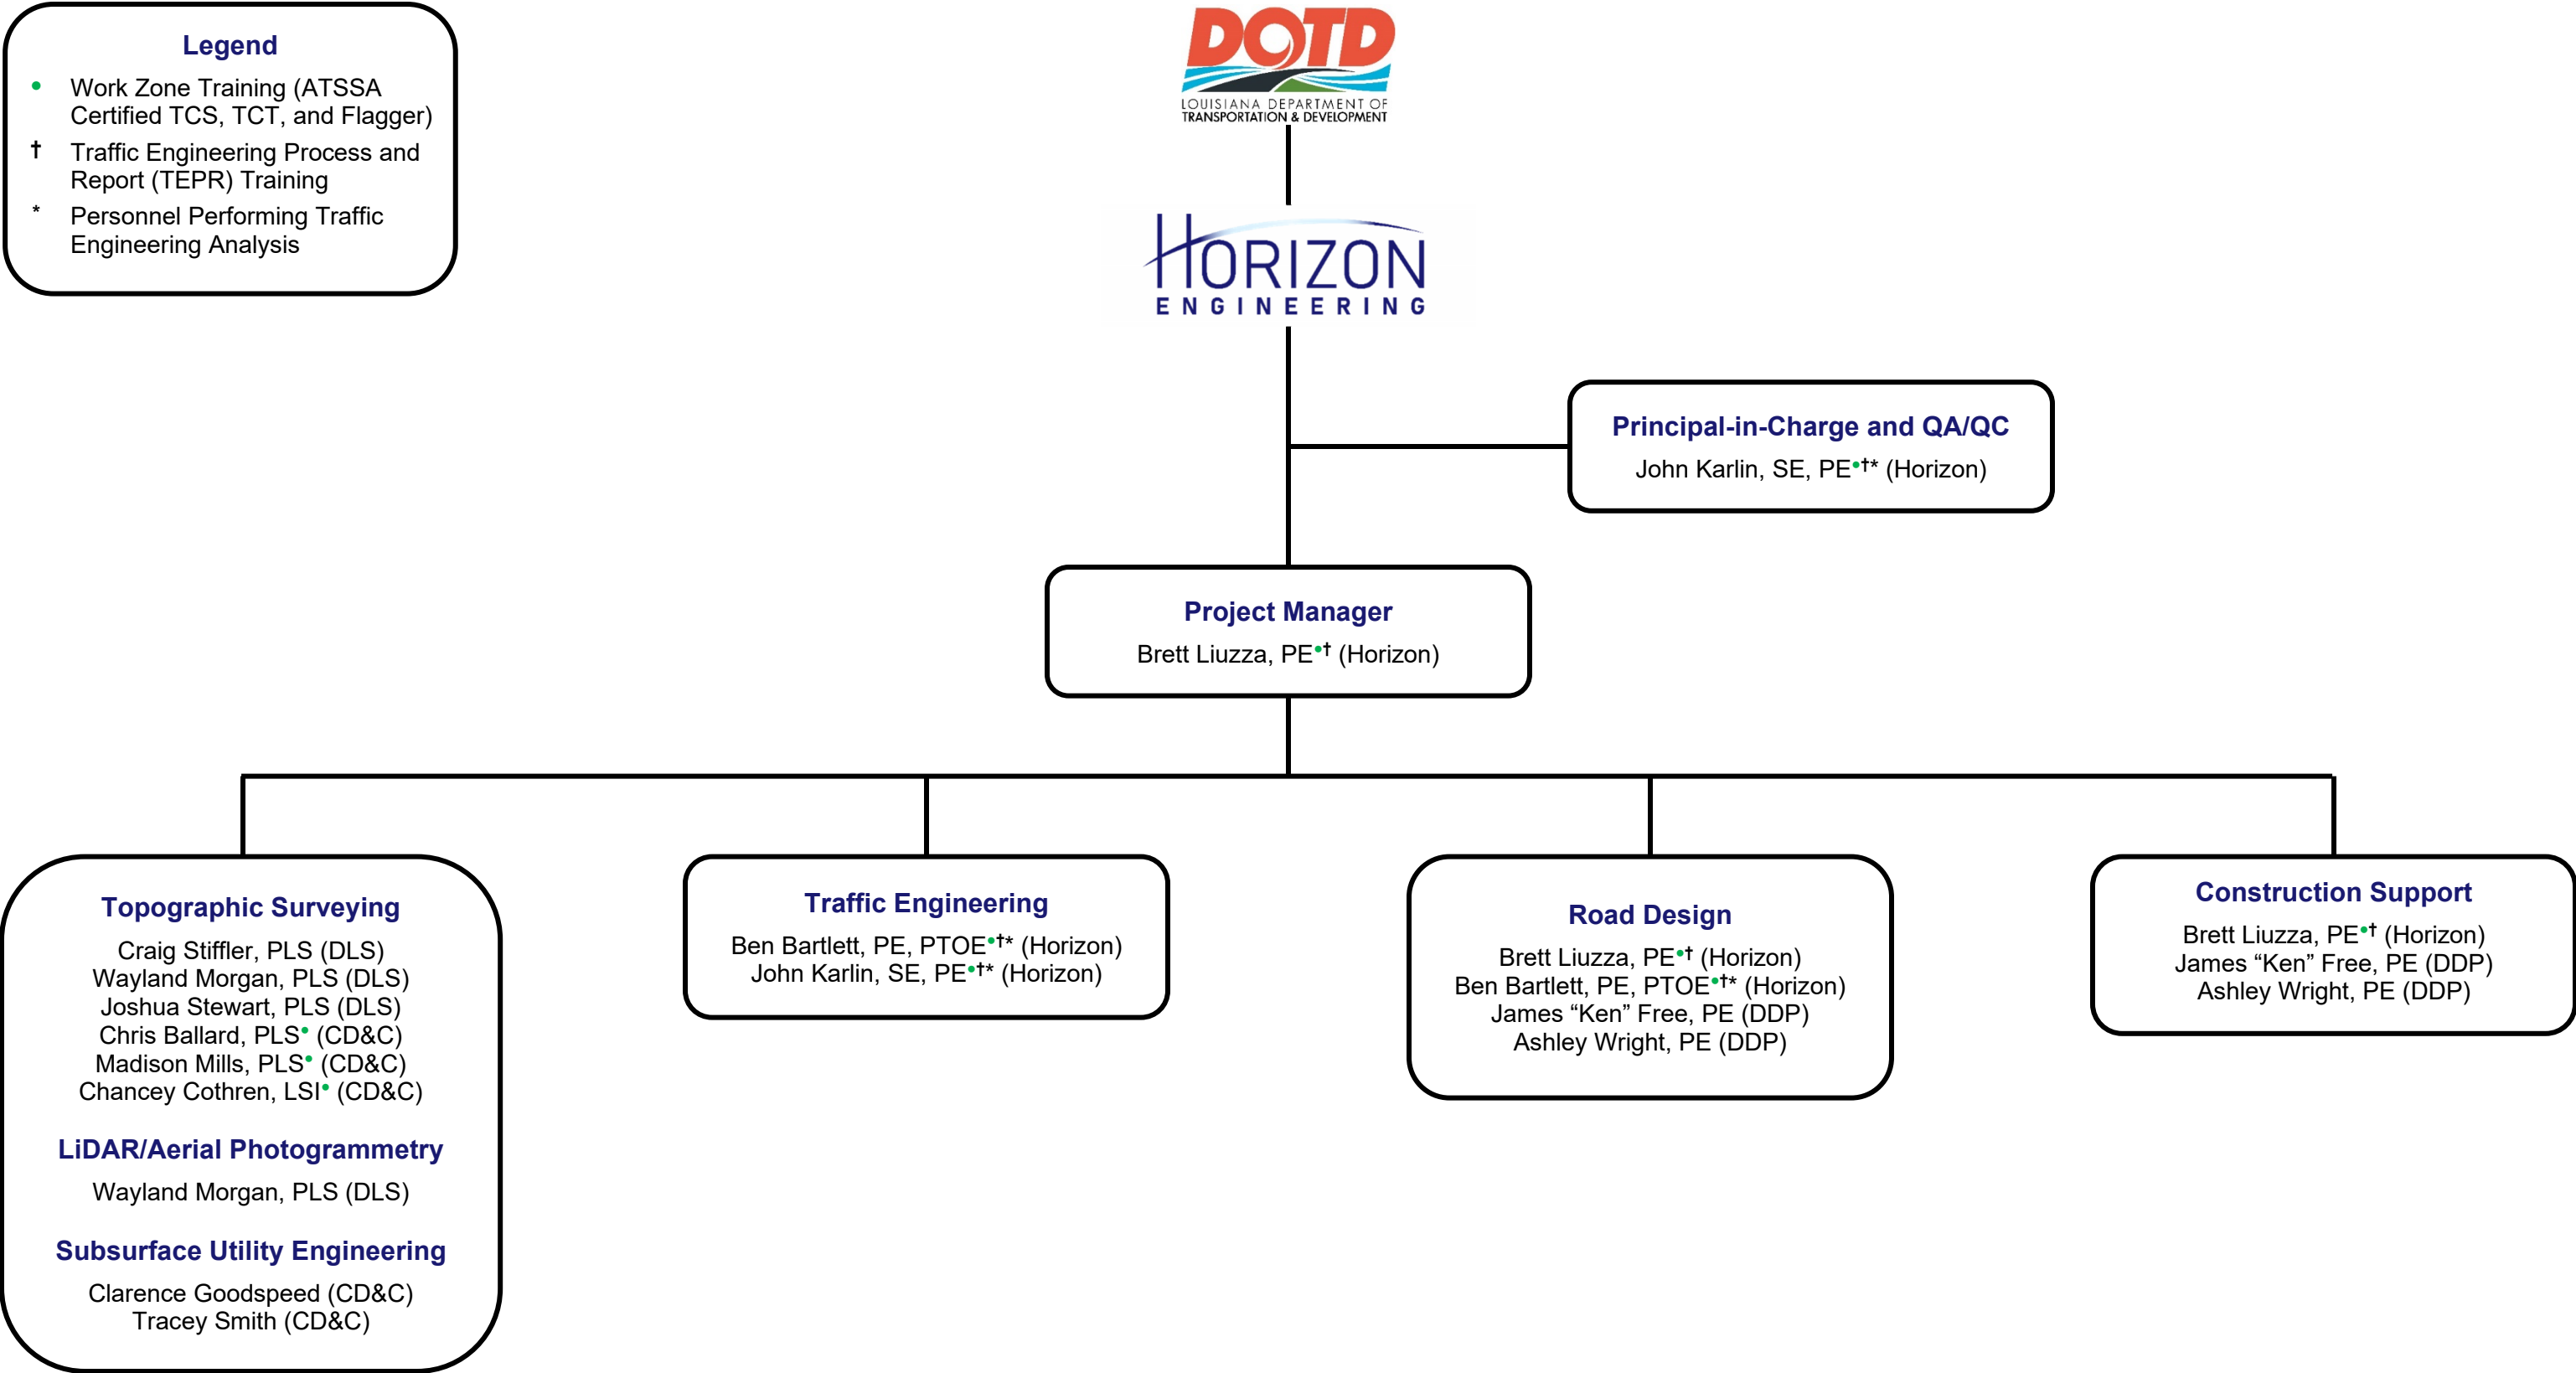 Legend
• Work Zone Training (ATSSA
Certified TCS, TCT, and Flagger)
† Traffic Engineering Process and
Report (TEPR) Training
* Personnel Performing Traffic
Engineering Analysis
DOTD
LOUISIANA DEPARTMENT OF
TRANSPORTATION & DEVELOPMENT
HORIZON
ENGINEERING
Principal-in-Charge and QA/QC
John Karlin, SE, PE•†* (Horizon)
Project Manager
Brett Liuzza, PE•† (Horizon)
Topographic Surveying
Craig Stiffler, PLS (DLS)
Wayland Morgan, PLS (DLS)
Joshua Stewart, PLS (DLS)
Chris Ballard, PLS• (CD&C)
Madison Mills, PLS• (CD&C)
Chancey Cothren, LSI• (CD&C)
LiDAR/Aerial Photogrammetry
Wayland Morgan, PLS (DLS)
Subsurface Utility Engineering
Clarence Goodspeed (CD&C)
Tracey Smith (CD&C)
Traffic Engineering
Ben Bartlett, PE, PTOE•†* (Horizon)
John Karlin, SE, PE•†* (Horizon)
Road Design
Brett Liuzza, PE•† (Horizon)
Ben Bartlett, PE, PTOE•†* (Horizon)
James “Ken” Free, PE (DDP)
Ashley Wright, PE (DDP)
Construction Support
Brett Liuzza, PE•† (Horizon)
James “Ken” Free, PE (DDP)
Ashley Wright, PE (DDP)